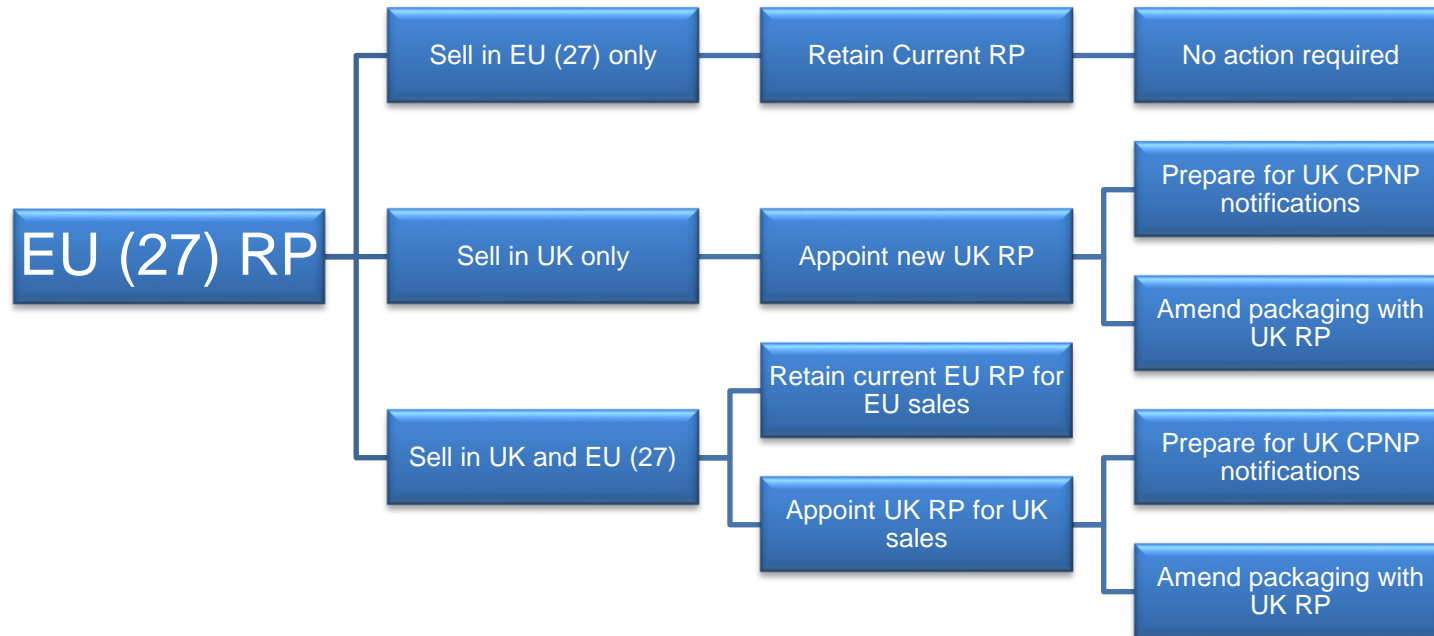 Sell in EU (27) only
Retain Current RP
No action required
EU (27) RP
Sell in UK only
Appoint new UK RP
Prepare for UK CPNP
notifications
Amend packaging with
UK RP
Sell in UK and EU (27)
Retain current EU RP for
EU sales
Appoint UK RP for UK
sales
Prepare for UK CPNP
notifications
Amend packaging with
UK RP